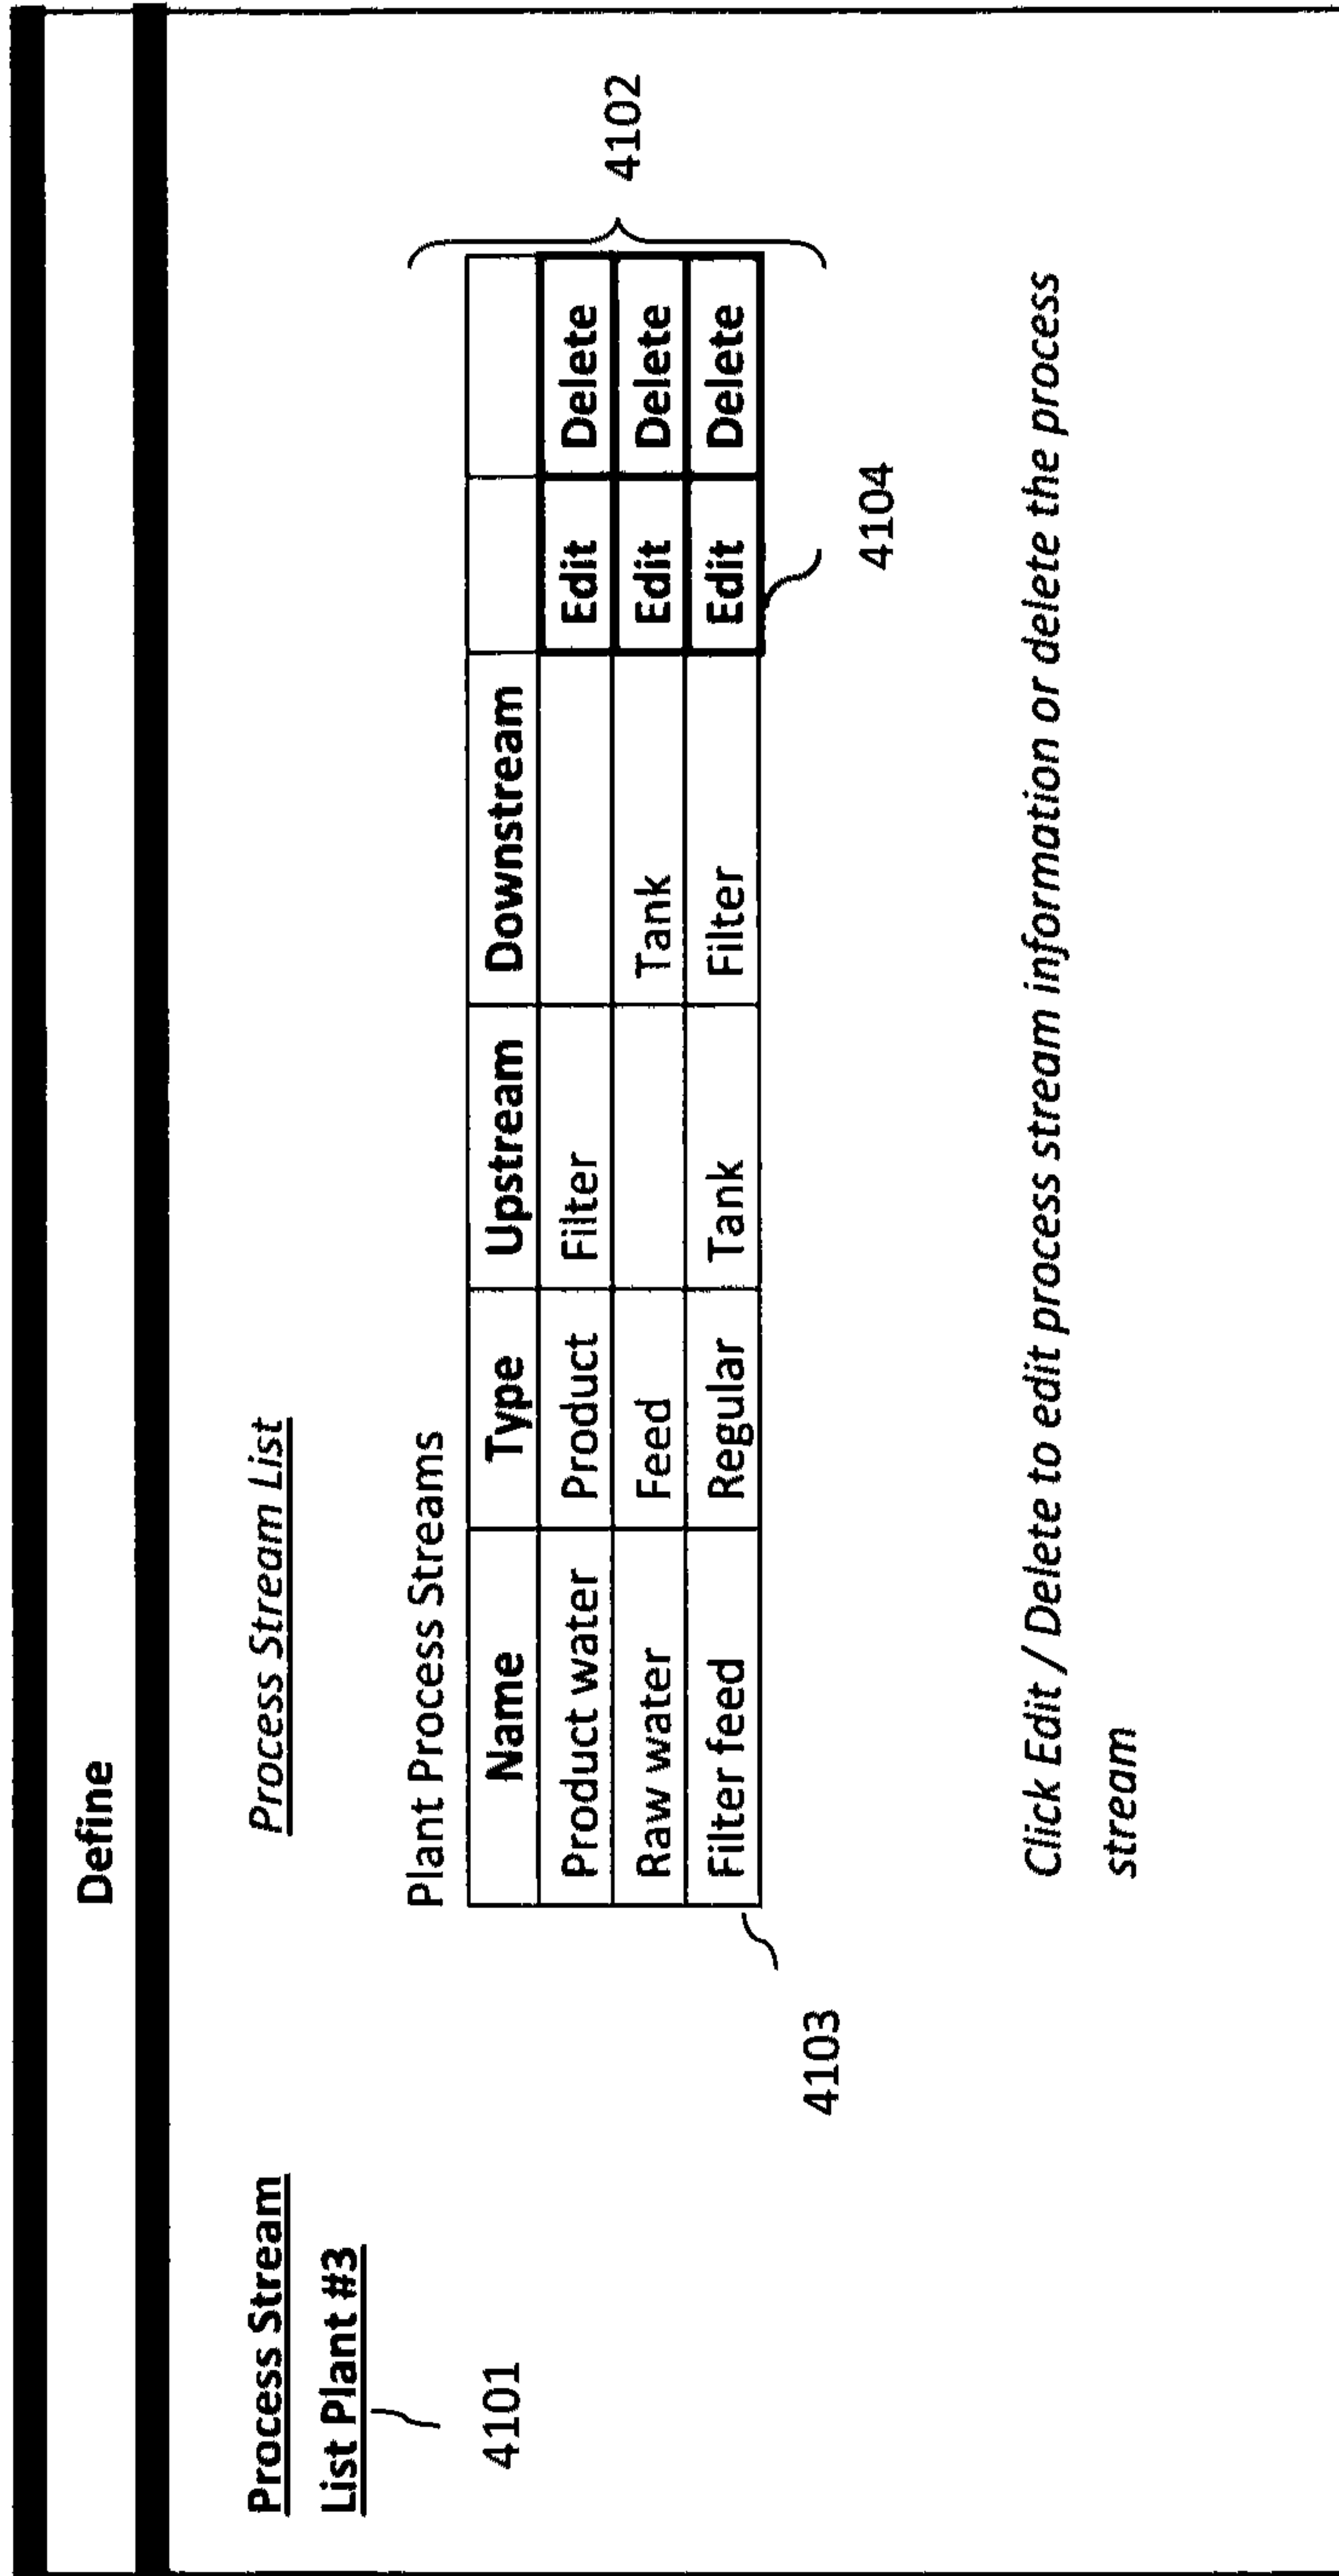 Define
Process Stream
List Plant #3
4101
Process Stream List
Plant Process Streams
Name Type Upstream Downstream
Product water Product Filter Edit Delete
Raw water Feed Tank Edit Delete
Filter feed Regular Tank Filter Edit Delete
4102
4103
4104
Click Edit / Delete to edit process stream information or delete the process
stream